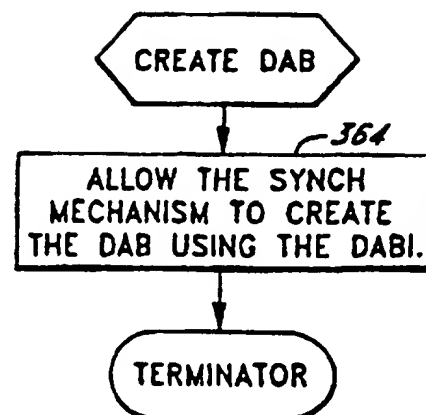 CREATE DAB
364
ALLOW THE SYNCH
MECHANISM TO CREATE
THE DAB USING THE DABI.
TERMINATOR